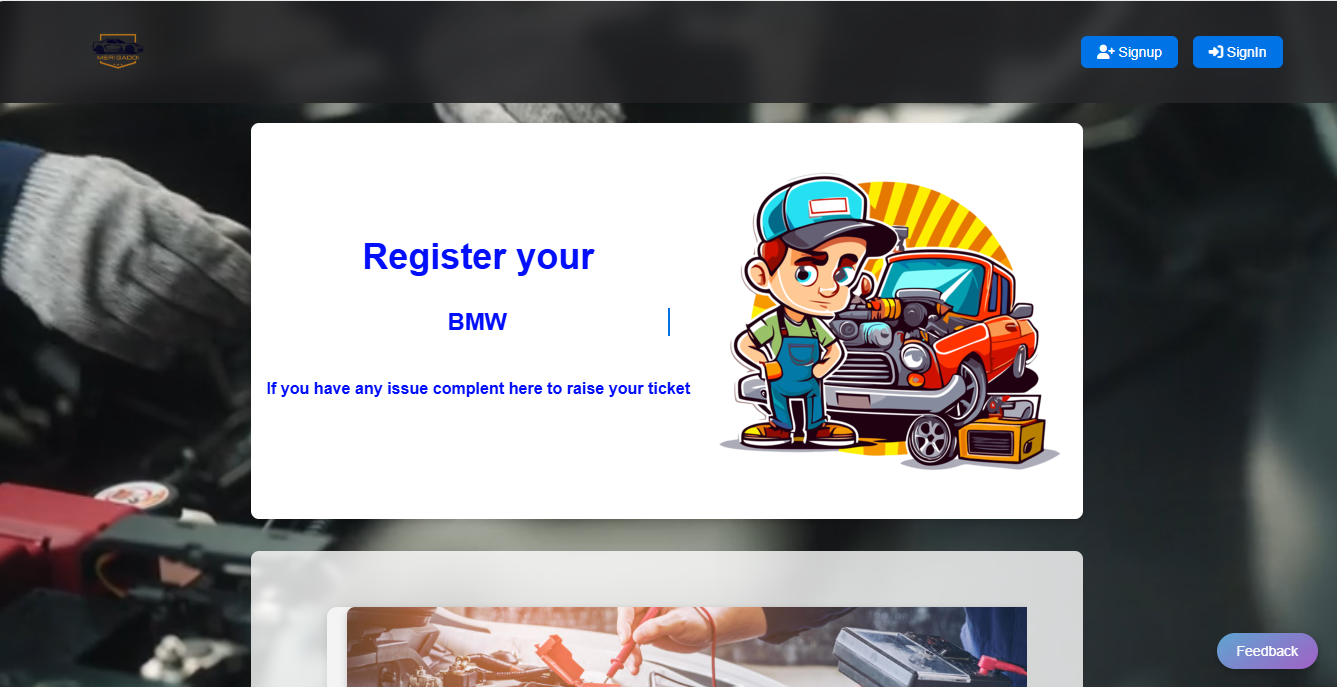 MERIGADDI
Signup
SignIn
Register your
BMW
If you have any issue complent here to raise your ticket
Feedback